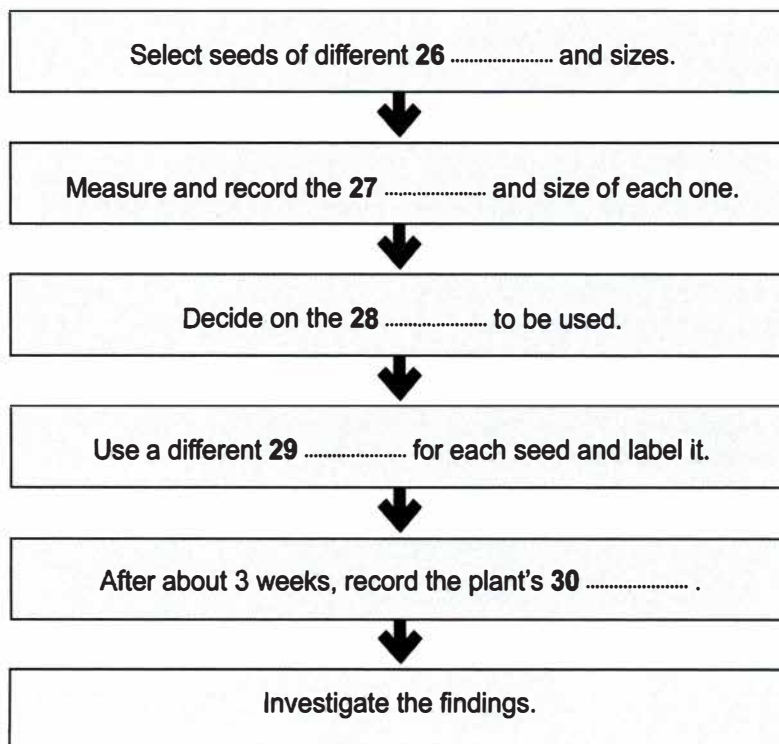 Select seeds of different 26 ...................... and sizes.
Measure and record the 27 ...................... and size of each one.
Decide on the 28 ...................... to be used.
Use a different 29 ...................... for each seed and label it.
After about 3 weeks, record the plant's 30 ...................... .
Investigate the findings.